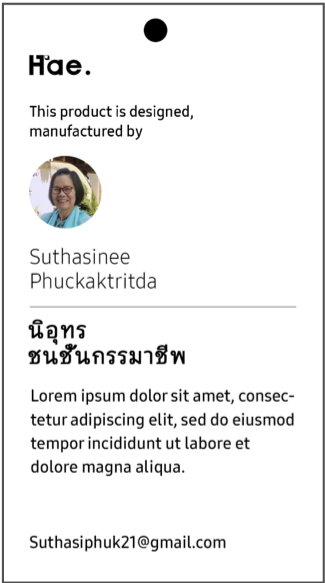 Hae.
This product is designed,
manufactured by
Suthasinee
Phuckaktritda
นิอุทร
ชนชั้นกรรมาชีพ
Lorem ipsum dolor sit amet, consec-
tetur adipiscing elit, sed do eiusmod
tempor incididunt ut labore et
dolore magna aliqua.
Suthasiphuk21@gmail.com